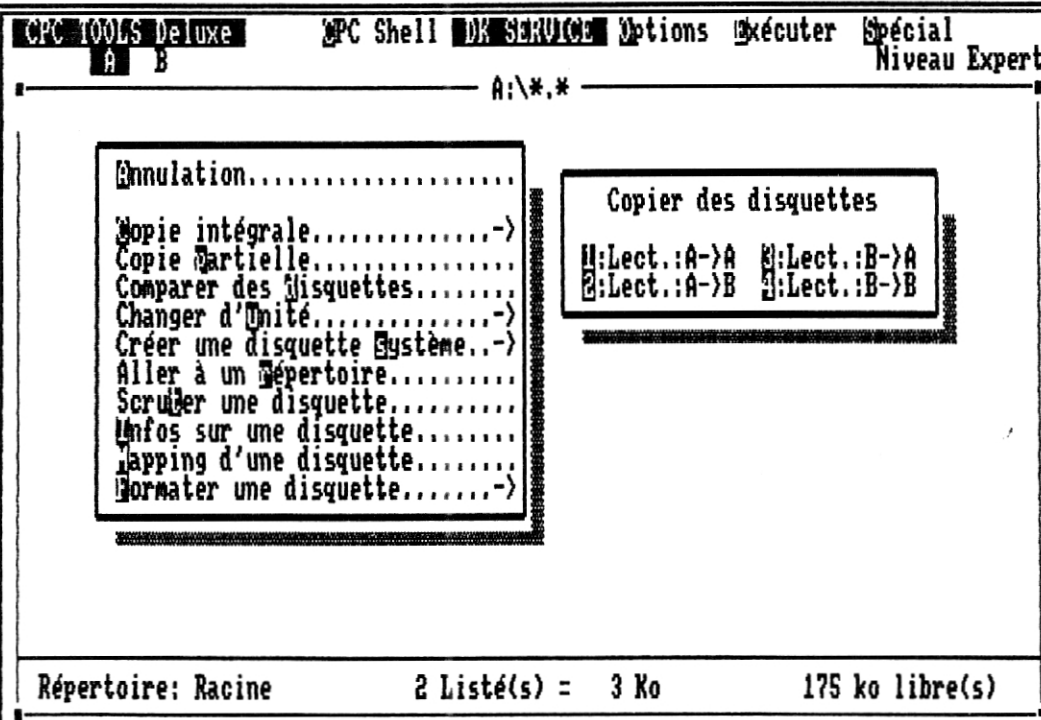 CPC TOOLS Deluxe CPC Shell DK SERVICE Options Exécuter Spécial
A B Niveau Expert
A:\*.*
Annulation.....................
Copie intégrale..............->
Copie Partielle................
Comparer des Disquettes........
Changer d'Unité..............->
Créer une disquette Système..->
Aller à un Répertoire..........
Scruter une disquette..........
Infos sur une disquette........
Mapping d'une disquette........
Formater une disquette.......->
Copier des disquettes
1:Lect.:A->A 3:Lect.:B->A
2:Lect.:A->B 4:Lect.:B->B
Répertoire: Racine 2 Listé(s) = 3 Ko 175 ko libre(s)